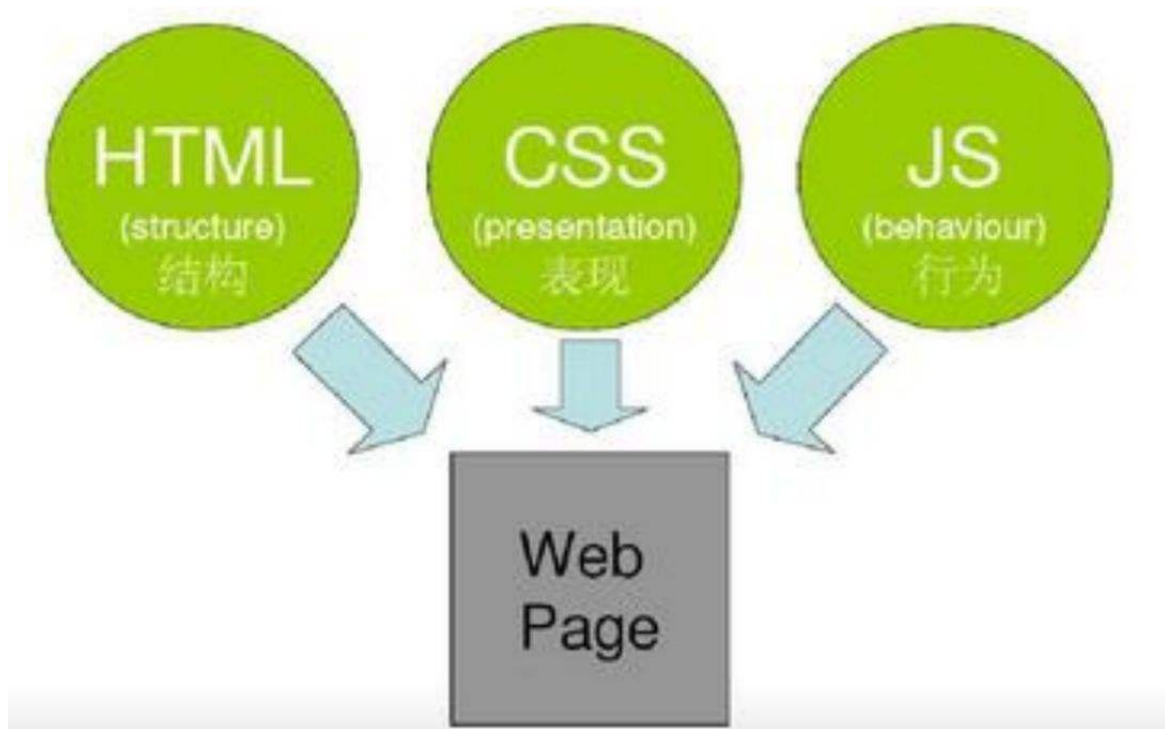 HTML
(structure)
结构
CSS
(presentation)
表现
JS
(behaviour)
行为
Web
Page